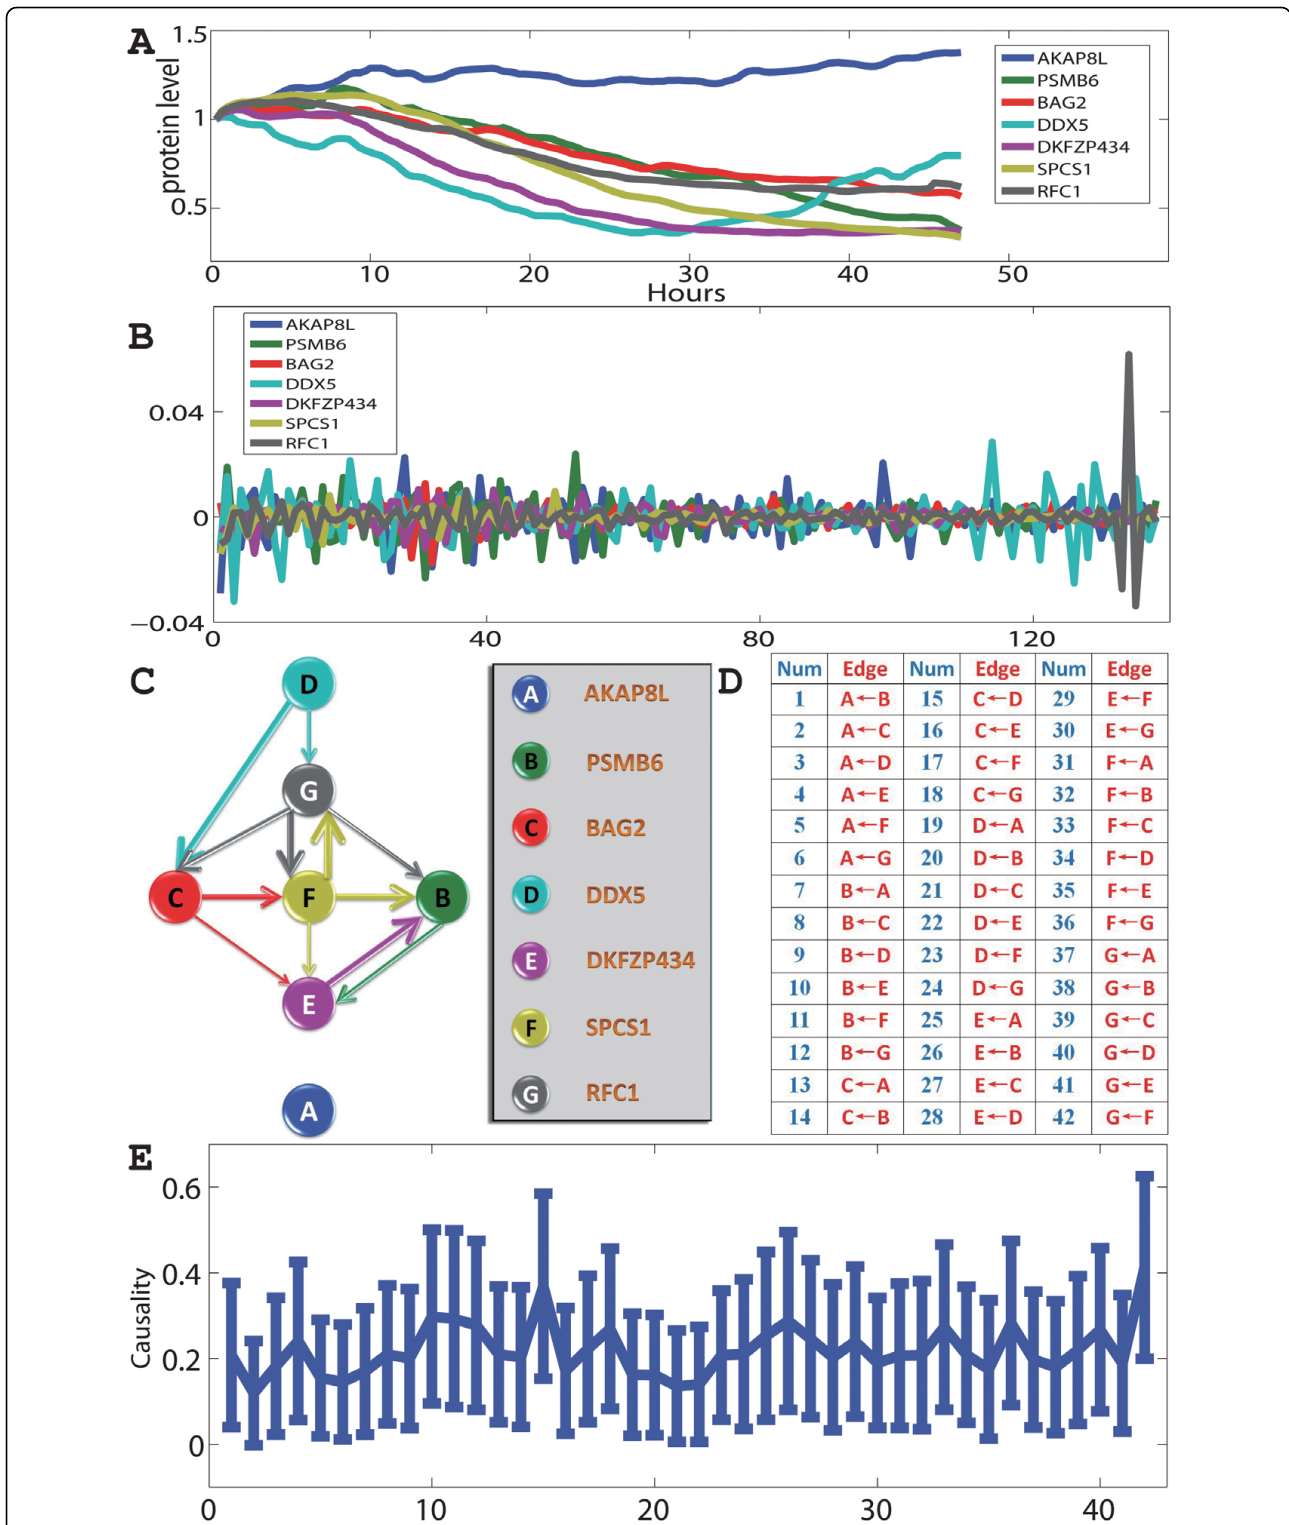 A
protein level
1.5
1
0.5
0 10 20 30 40 50
Hours
AKAP8L
PSMB6
BAG2
DDX5
DKFZP434
SPCS1
RFC1
B
AKAP8L
PSMB6
BAG2
DDX5
DKFZP434
SPCS1
RFC1
0.04
0
−0.04
0 40 80 120
C
D
G
C F B
E
A
A AKAP8L
B PSMB6
C BAG2
D DDX5
E DKFZP434
F SPCS1
G RFC1
D
Num Edge Num Edge Num Edge
1 A←B 15 C←D 29 E←F
2 A←C 16 C←E 30 E←G
3 A←D 17 C←F 31 F←A
4 A←E 18 C←G 32 F←B
5 A←F 19 D←A 33 F←C
6 A←G 20 D←B 34 F←D
7 B←A 21 D←C 35 F←E
8 B←C 22 D←E 36 F←G
9 B←D 23 D←F 37 G←A
10 B←E 24 D←G 38 G←B
11 B←F 25 E←A 39 G←C
12 B←G 26 E←B 40 G←D
13 C←A 27 E←C 41 G←E
14 C←B 28 E←D 42 G←F
E
Causality
0.6
0.4
0.2
0
0 10 20 30 40